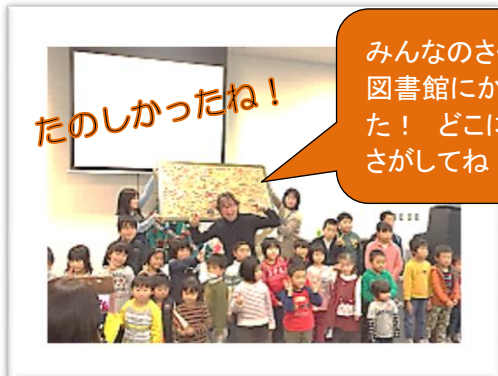 たのしかったね！
みんなのさ
図書館にか
た！ どこに
さがしてね